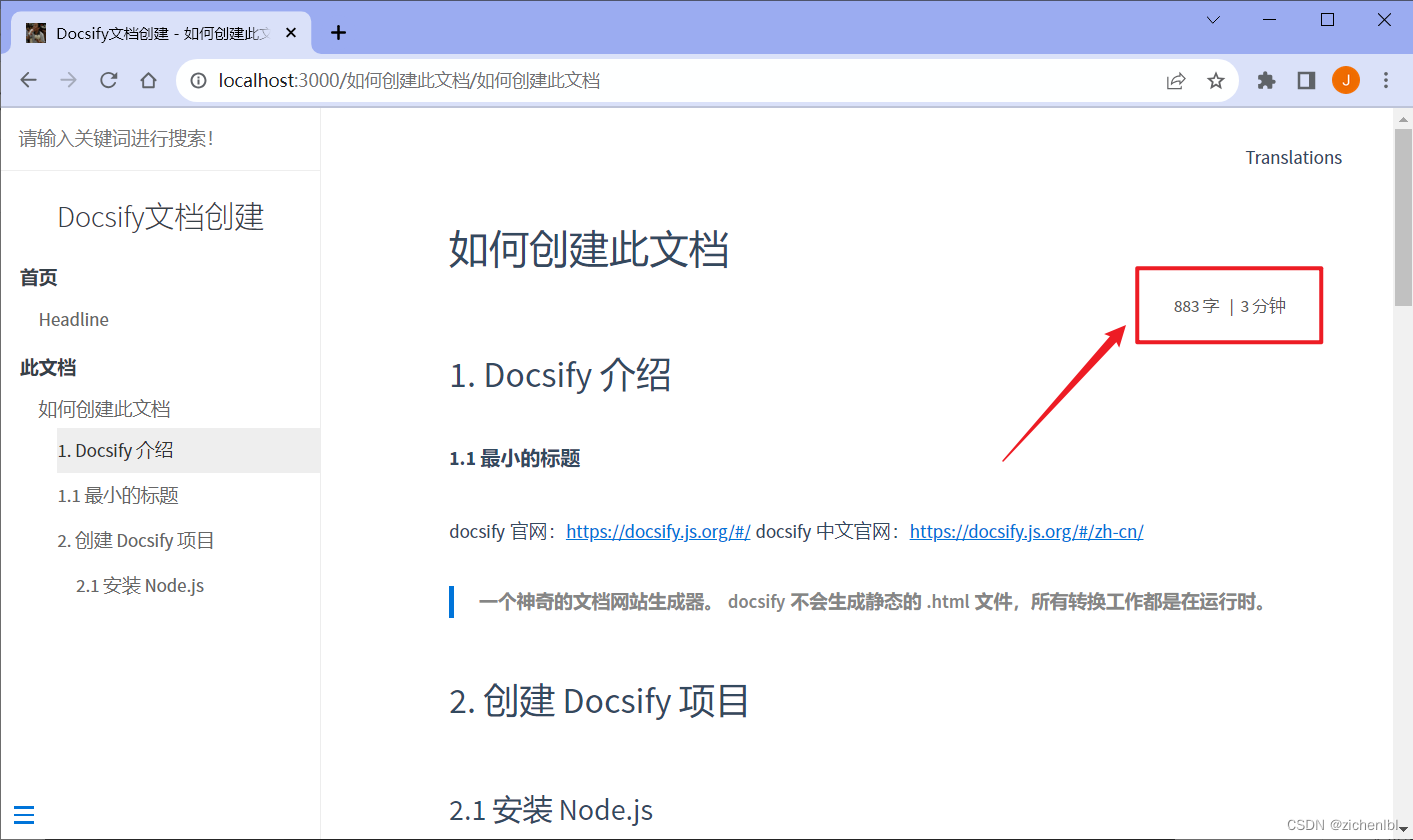 Docsify文档创建 - 如何创建此文
localhost:3000/如何创建此文档/如何创建此文档
J
请输入关键词进行搜索!
Docsify文档创建
首页
Headline
此文档
如何创建此文档
1. Docsify 介绍
1.1 最小的标题
2. 创建 Docsify 项目
2.1 安装 Node.js
Translations
如何创建此文档
883 字 | 3 分钟
1. Docsify 介绍
1.1 最小的标题
docsify 官网：https://docsify.js.org/#/ docsify 中文官网：https://docsify.js.org/#/zh-cn/
一个神奇的文档网站生成器。 docsify 不会生成静态的 .html 文件，所有转换工作都是在运行时。
2. 创建 Docsify 项目
2.1 安装 Node.js
CSDN @zichenlbl